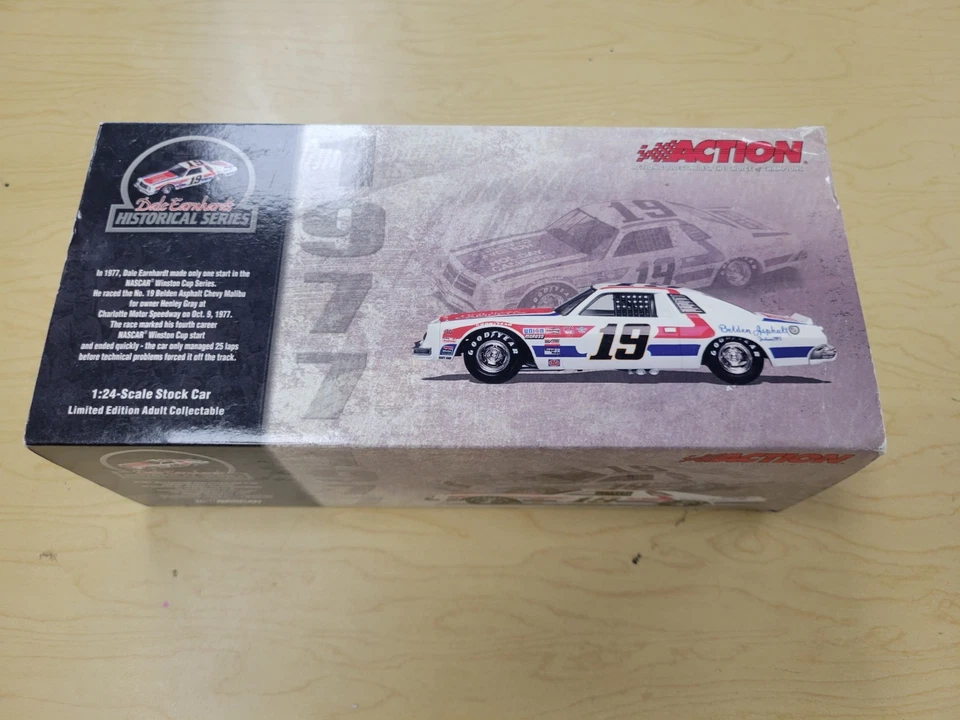 19
Dale Earnhardt
HISTORICAL SERIES
In 1977, Dale Earnhardt made only one start in the
NASCAR® Winston Cup Series.
He raced the No. 19 Belden Asphalt Chevy Malibu
for owner Henley Gray at
Charlotte Motor Speedway on Oct. 9, 1977.
The race marked his fourth career
NASCAR® Winston Cup start
and ended quickly - the car only managed 25 laps
before technical problems forced it off the track.
1:24-Scale Stock Car
Limited Edition Adult Collectable
1977
ACTION
19
19
GOODYEAR
19
Belden Asphalt
GOODYEAR
ACTION